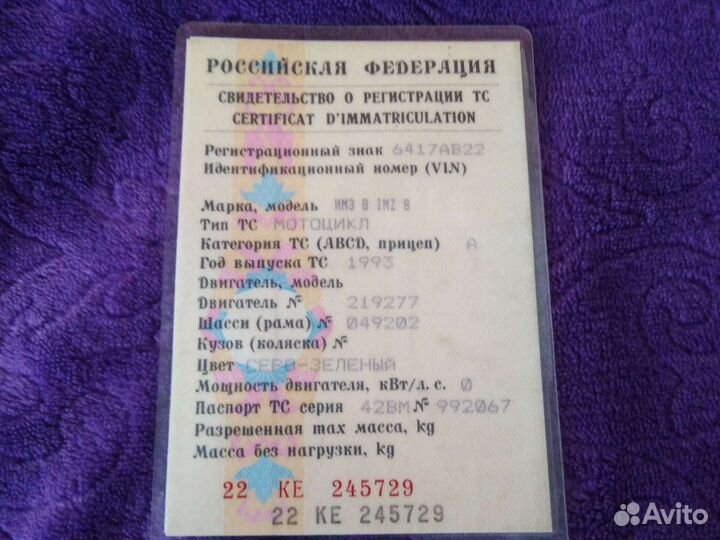 РОССИЙСКАЯ ФЕДЕРАЦИЯ
СВИДЕТЕЛЬСТВО О РЕГИСТРАЦИИ ТС
CERTIFICAT D'IMMATRICULATION
Регистрационный знак 6417АВ22
Идентификационный номер (VIN)
Марка, модель ИМЗ 8 IMZ 8
Тип ТС МОТОЦИКЛ
Категория ТС (ABCD, прицеп) A
Год выпуска ТС 1993
Двигатель, модель
Двигатель № 219277
Шасси (рама) № 049202
Кузов (коляска) №
Цвет СЕРО-ЗЕЛЕНЫЙ
Мощность двигателя, кВт/л. с. 0
Паспорт ТС серия 42ВМ № 992067
Разрешенная max масса, kg
Масса без нагрузки, kg
22 КЕ 245729
22 КЕ 245729
Avito